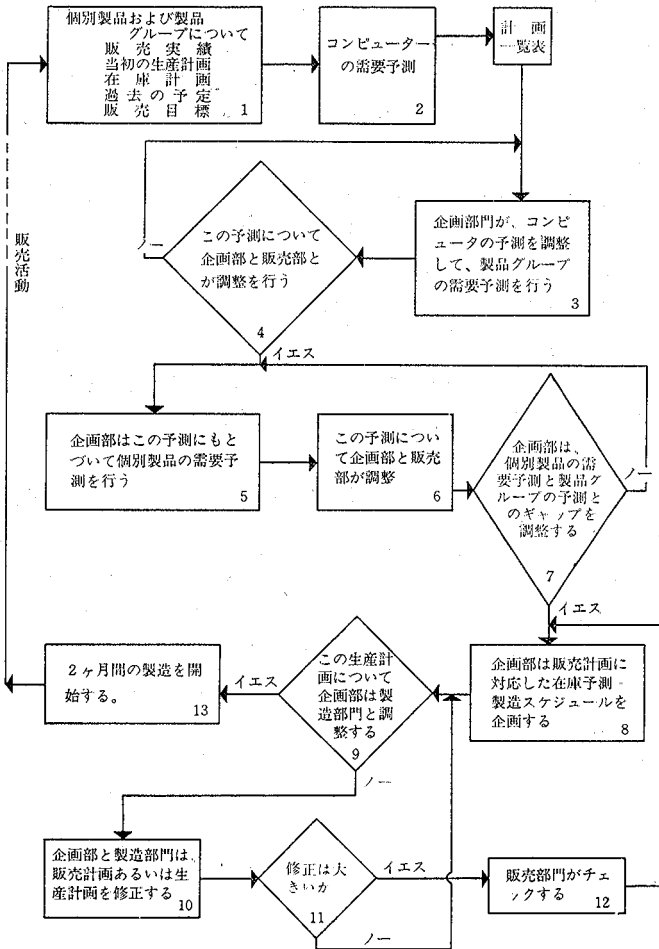 個別製品および製品
グループについて
販売実績
当初の生産計画
在庫計画
過去の予定
販売目標
1
コンピューター
の需要予測
2
計画
一覧表
企画部門が、コン
ピュータの予測を調整
して、製品グループ
の需要予測を行う
3
この予測について
企画部と販売部と
が調整を行う
4
ノー
イエス
販売活動
企画部はこの予測にもと
づいて個別製品の需要予
測を行う
5
この予測につい
て企画部と販売
部が調整
6
企画部は、
個別製品の需
要予測と製品グ
ループの予測と
のギャップを
調整する
7
ノー
イエス
企画部は販売計画に
対応した在庫予測・
製造スケジュールを
企画する
8
この生産計
画について
企画部は製
造部門と調
整する
9
イエス
ノー
2ヶ月間の製造を開
始する。
13
企画部と製造部門は、
販売計画あるいは生
産計画を修正する
10
修正は大
きいか
11
イエス
ノー
販売部門がチェ
ックする
12